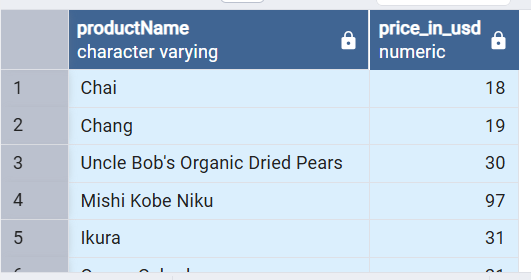 productName price_in_usd
character varying numeric
1 Chai 18
2 Chang 19
3 Uncle Bob's Organic Dried Pears 30
4 Mishi Kobe Niku 97
5 Ikura 31